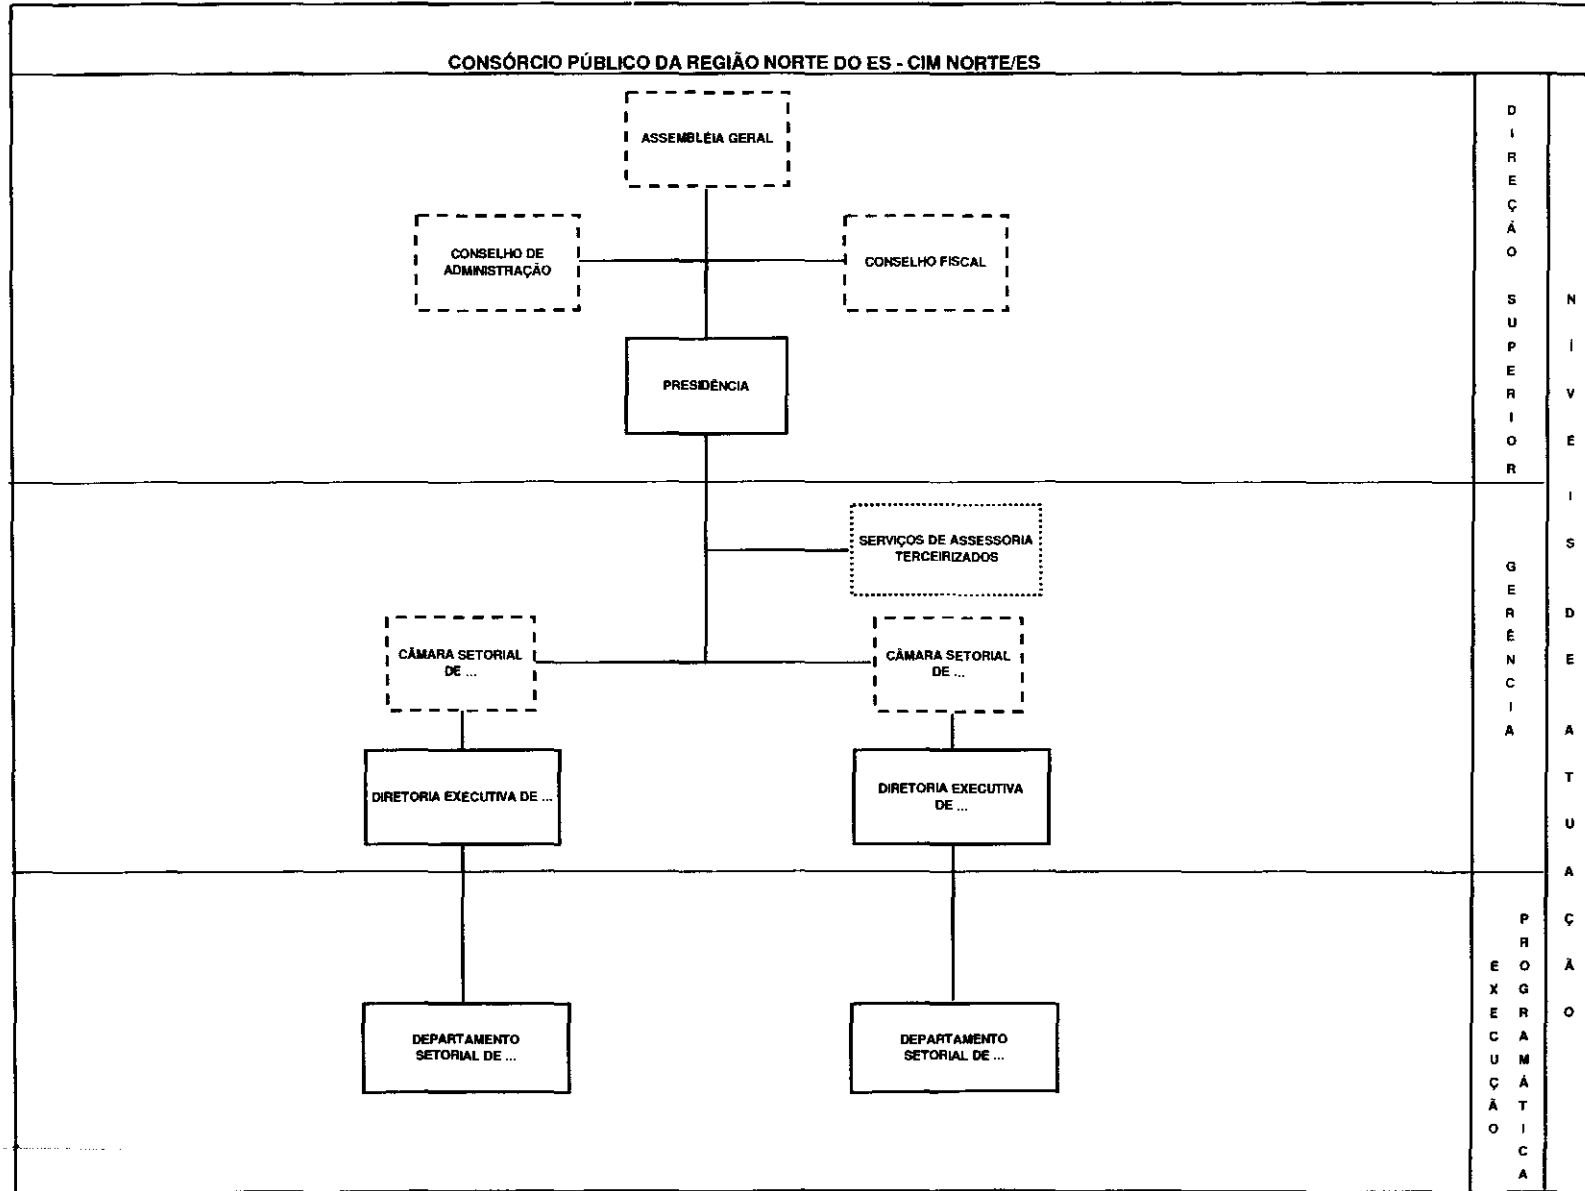 CONSÓRCIO PÚBLICO DA REGIÃO NORTE DO ES - CIM NORTE/ES
ASSEMBLÉIA GERAL
CONSELHO DE
ADMINISTRAÇÃO
CONSELHO FISCAL
PRESIDÊNCIA
DIREÇÃO SUPERIOR
SERVIÇOS DE ASSESSORIA
TERCEIRIZADOS
CÂMARA SETORIAL
DE ...
CÂMARA SETORIAL
DE ...
DIRETORIA EXECUTIVA DE ...
DIRETORIA EXECUTIVA
DE ...
GERÊNCIA
DEPARTAMENTO
SETORIAL DE ...
DEPARTAMENTO
SETORIAL DE ...
EXECUÇÃO
PROGRAMÁTICA
NÍVEIS DE ATUAÇÃO